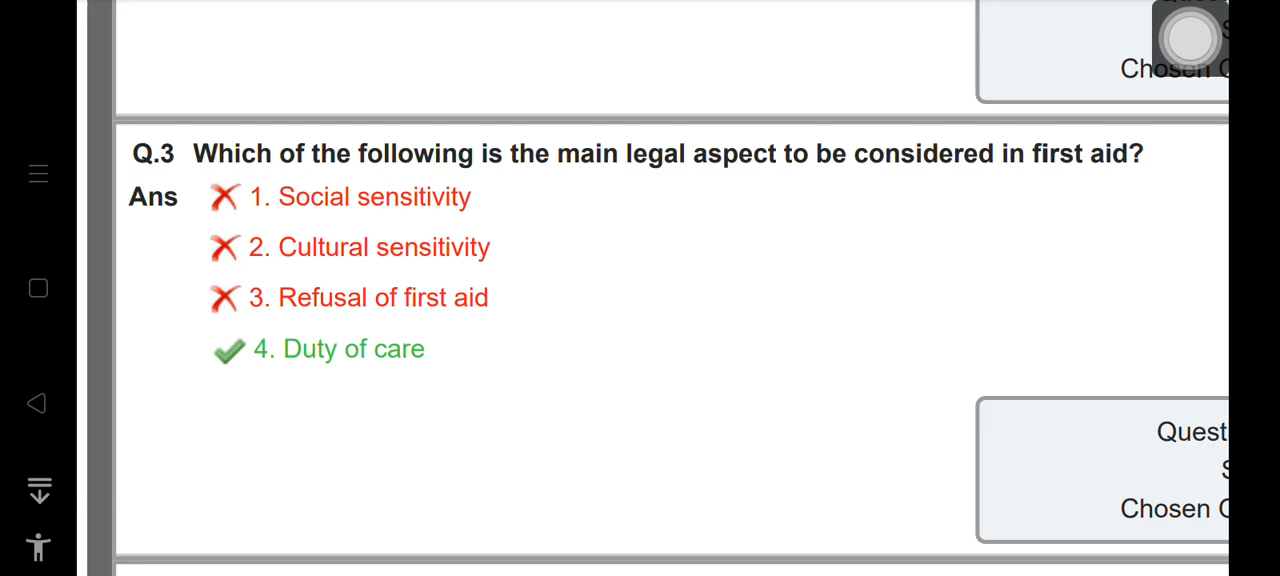 Chosen
Q.3 Which of the following is the main legal aspect to be considered in first aid?
Ans 1. Social sensitivity
2. Cultural sensitivity
3. Refusal of first aid
4. Duty of care
Quest
S
Chosen